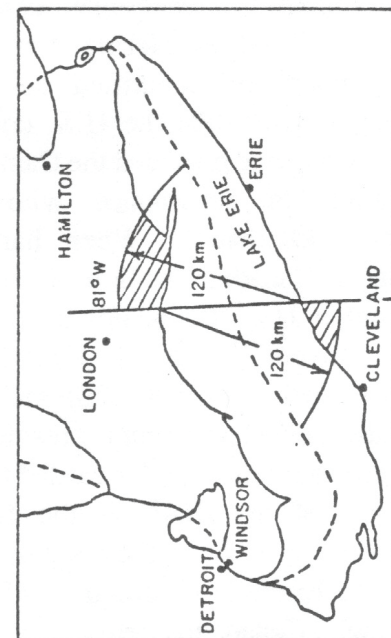 HAMILTON
81° W
LONDON
120 km
LAKE ERIE
ERIE
120 km
CLEVELAND
DETROIT
WINDSOR